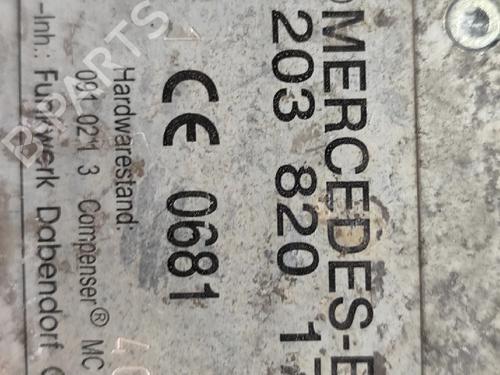 MERCEDES-
203 820 1
CE 0681
Hardwarestand:
091 021 3 Compenser® MC
-Inh.: Funkwerk Dabendorf